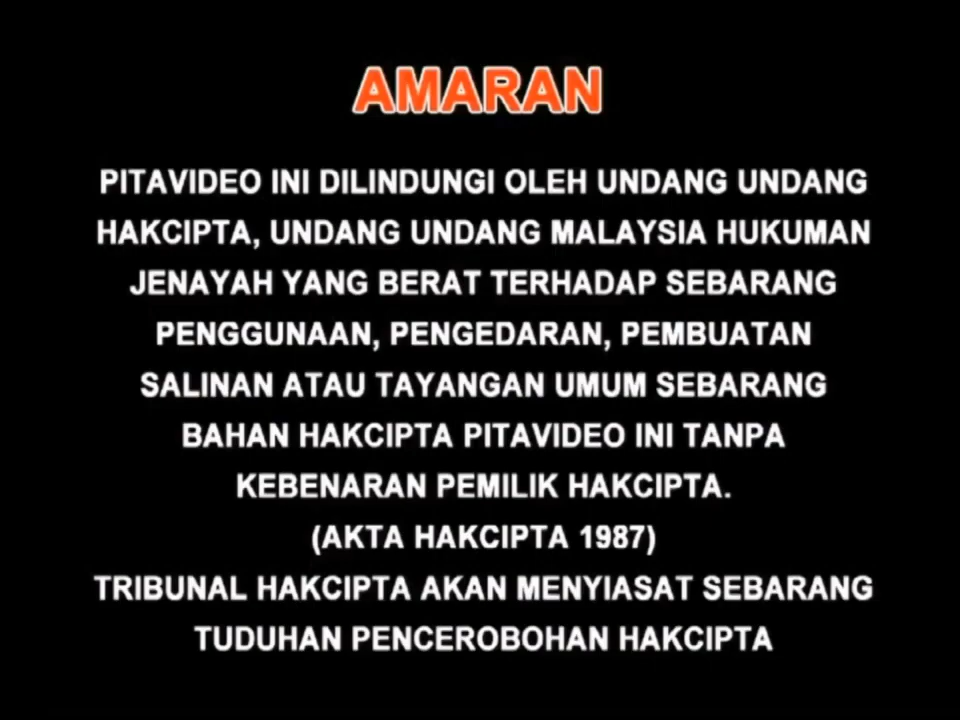 AMARAN
PITAVIDEO INI DILINDUNGI OLEH UNDANG UNDANG
HAKCIPTA, UNDANG UNDANG MALAYSIA HUKUMAN
JENAYAH YANG BERAT TERHADAP SEBARANG
PENGGUNAAN, PENGEDARAN, PEMBUATAN
SALINAN ATAU TAYANGAN UMUM SEBARANG
BAHAN HAKCIPTA PITAVIDEO INI TANPA
KEBENARAN PEMILIK HAKCIPTA.
(AKTA HAKCIPTA 1987)
TRIBUNAL HAKCIPTA AKAN MENYIASAT SEBARANG
TUDUHAN PENCEROBOHAN HAKCIPTA